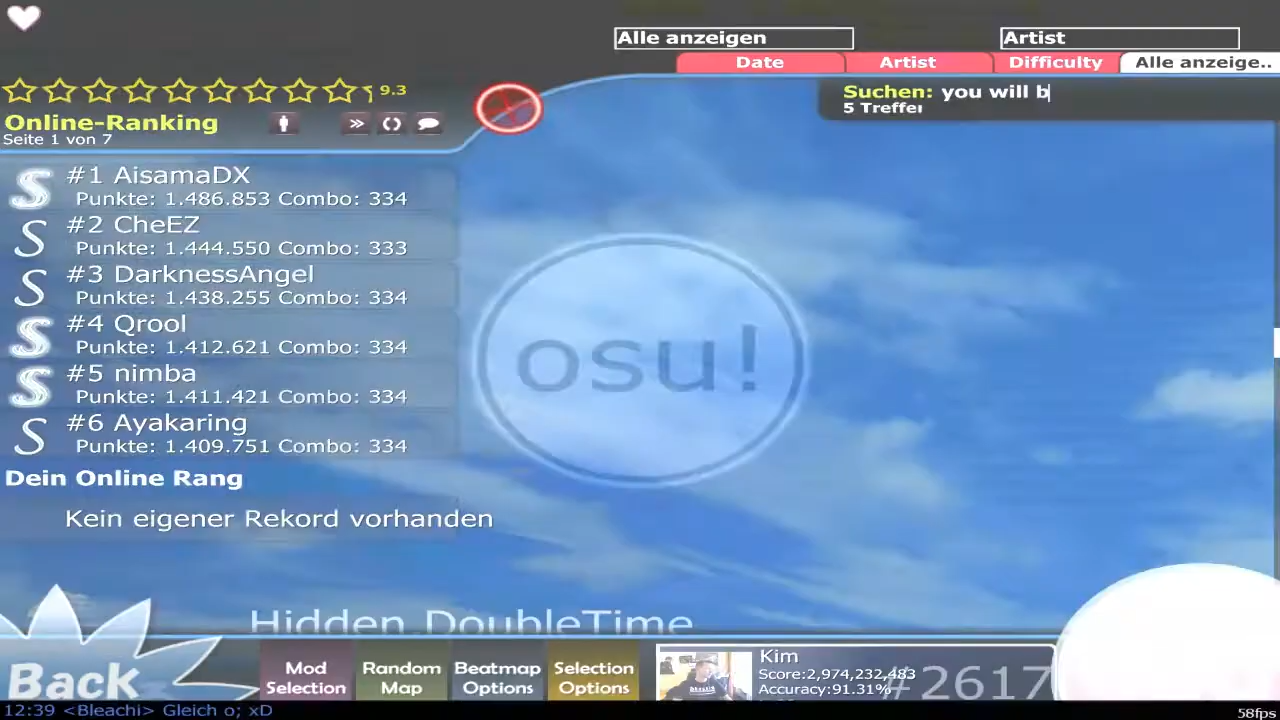 Alle anzeigen
Artist
Date
Artist
Difficulty
Alle anzeige..
9.3
Suchen: you will b
5 Treffer
Online-Ranking
Seite 1 von 7
#1 AisamaDX
Punkte: 1.486.853 Combo: 334
#2 CheEZ
Punkte: 1.444.550 Combo: 333
#3 DarknessAngel
Punkte: 1.438.255 Combo: 334
#4 Qrool
Punkte: 1.412.621 Combo: 334
#5 nimba
Punkte: 1.411.421 Combo: 334
#6 Ayakaring
Punkte: 1.409.751 Combo: 334
osu!
Dein Online Rang
Kein eigener Rekord vorhanden
Hidden,DoubleTime
Back
Mod Selection
Random Map
Beatmap Options
Selection Options
Kim
Score:2,974,232,483
Accuracy:91.31%
#2617
12:39 <Bleachi> Gleich o; xD
58fps